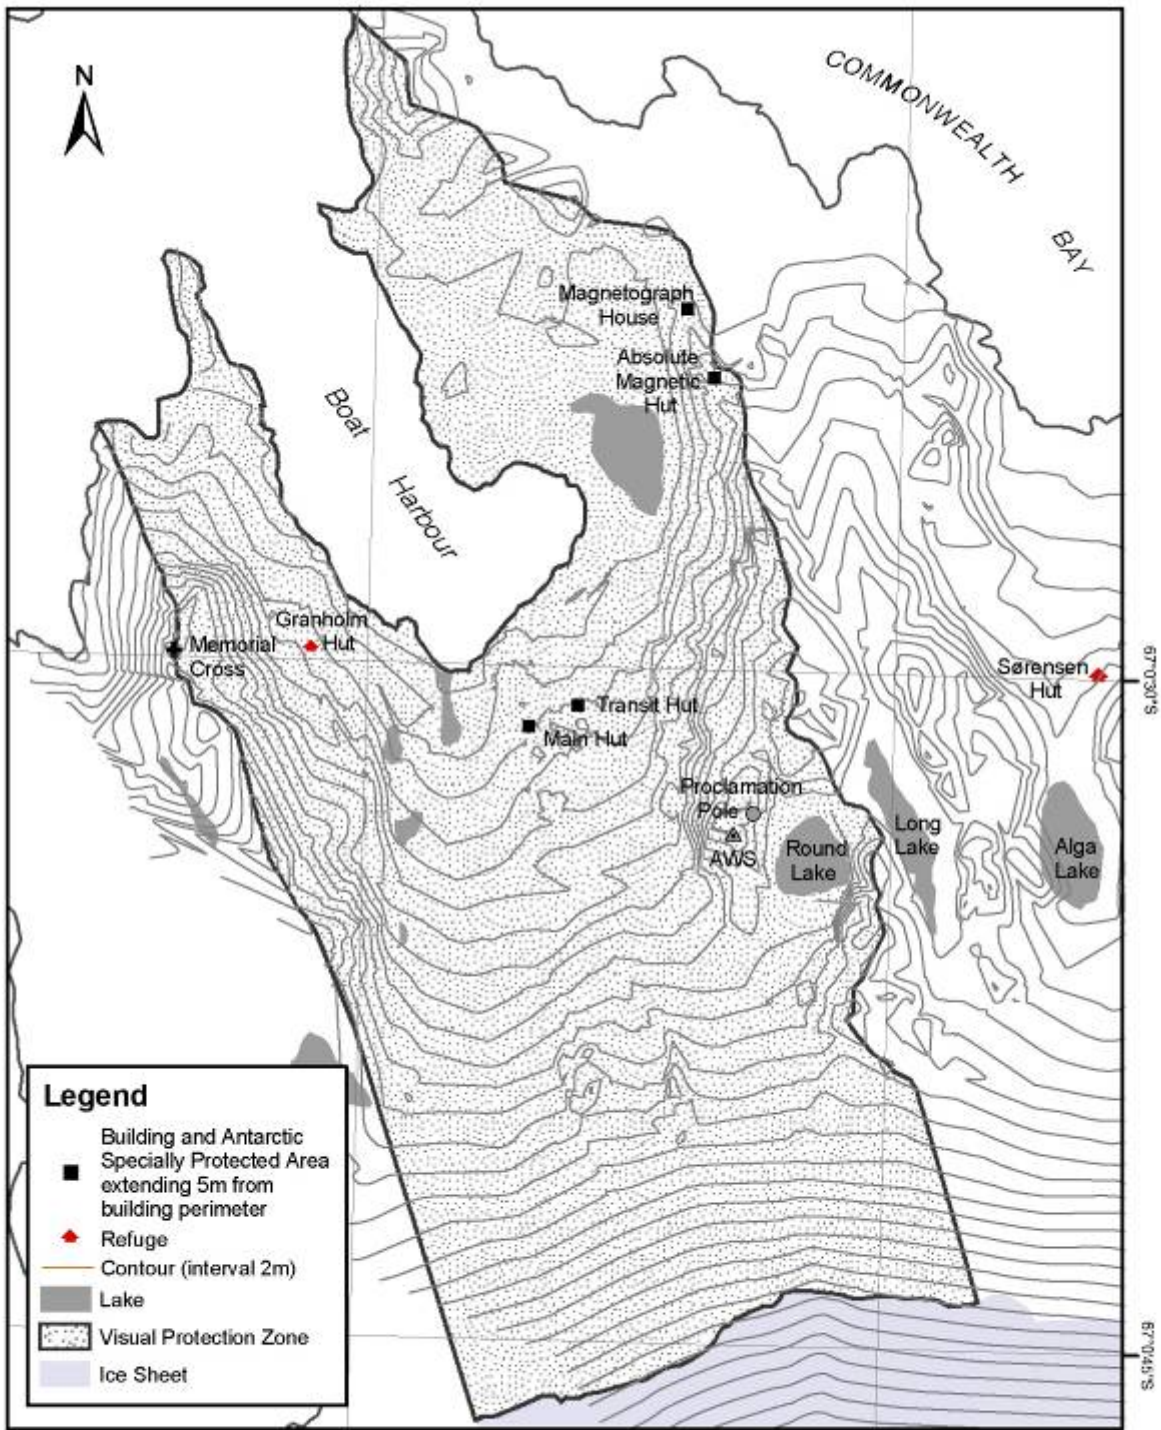 N
COMMONWEALTH
BAY
Magnetograph
House
Absolute
Magnetic
Hut
Boat
Harbour
Granholm
Hut
Memorial
Cross
Sørensen
Hut
67°0'30"S
Transit Hut
Main Hut
Proclamation
Pole
AWS
Round
Lake
Long
Lake
Alga
Lake
Legend
Building and Antarctic
Specially Protected Area
extending 5m from
building perimeter
Refuge
Contour (interval 2m)
Lake
Visual Protection Zone
Ice Sheet
67°0'45"S